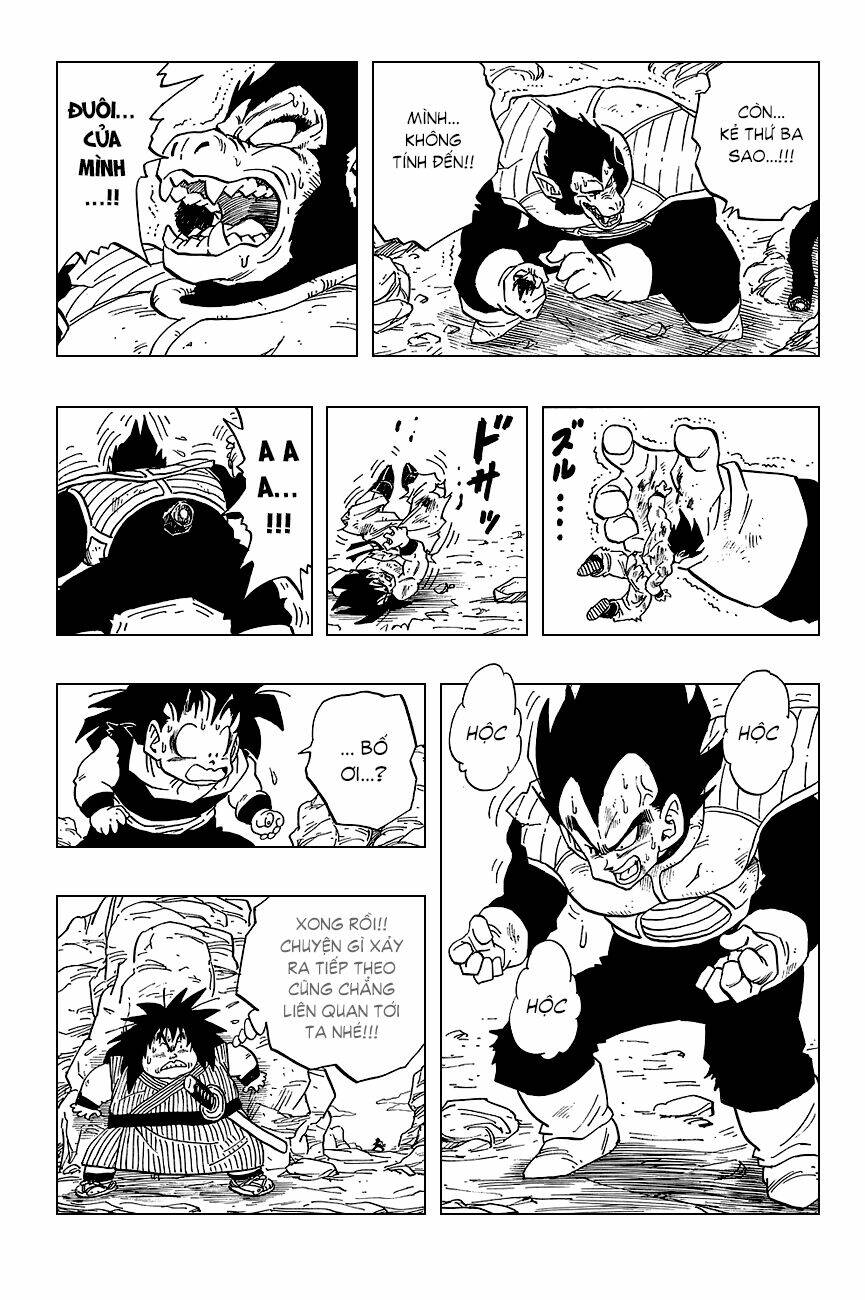 CÒN...
KẺ THỨ BA
SAO...!!!
MÌNH...
KHÔNG
TÍNH ĐẾN!!
ĐUÔI...
CỦA
MÌNH
...!!
ズル....
ドサッ
A A
A...
!!!
HỘC
HỘC
HỘC
... BỐ
ƠI...?
XONG RỒI!!
CHUYỆN GÌ XẢY
RA TIẾP THEO
CŨNG CHẲNG
LIÊN QUAN TỚI
TA NHÉ!!!